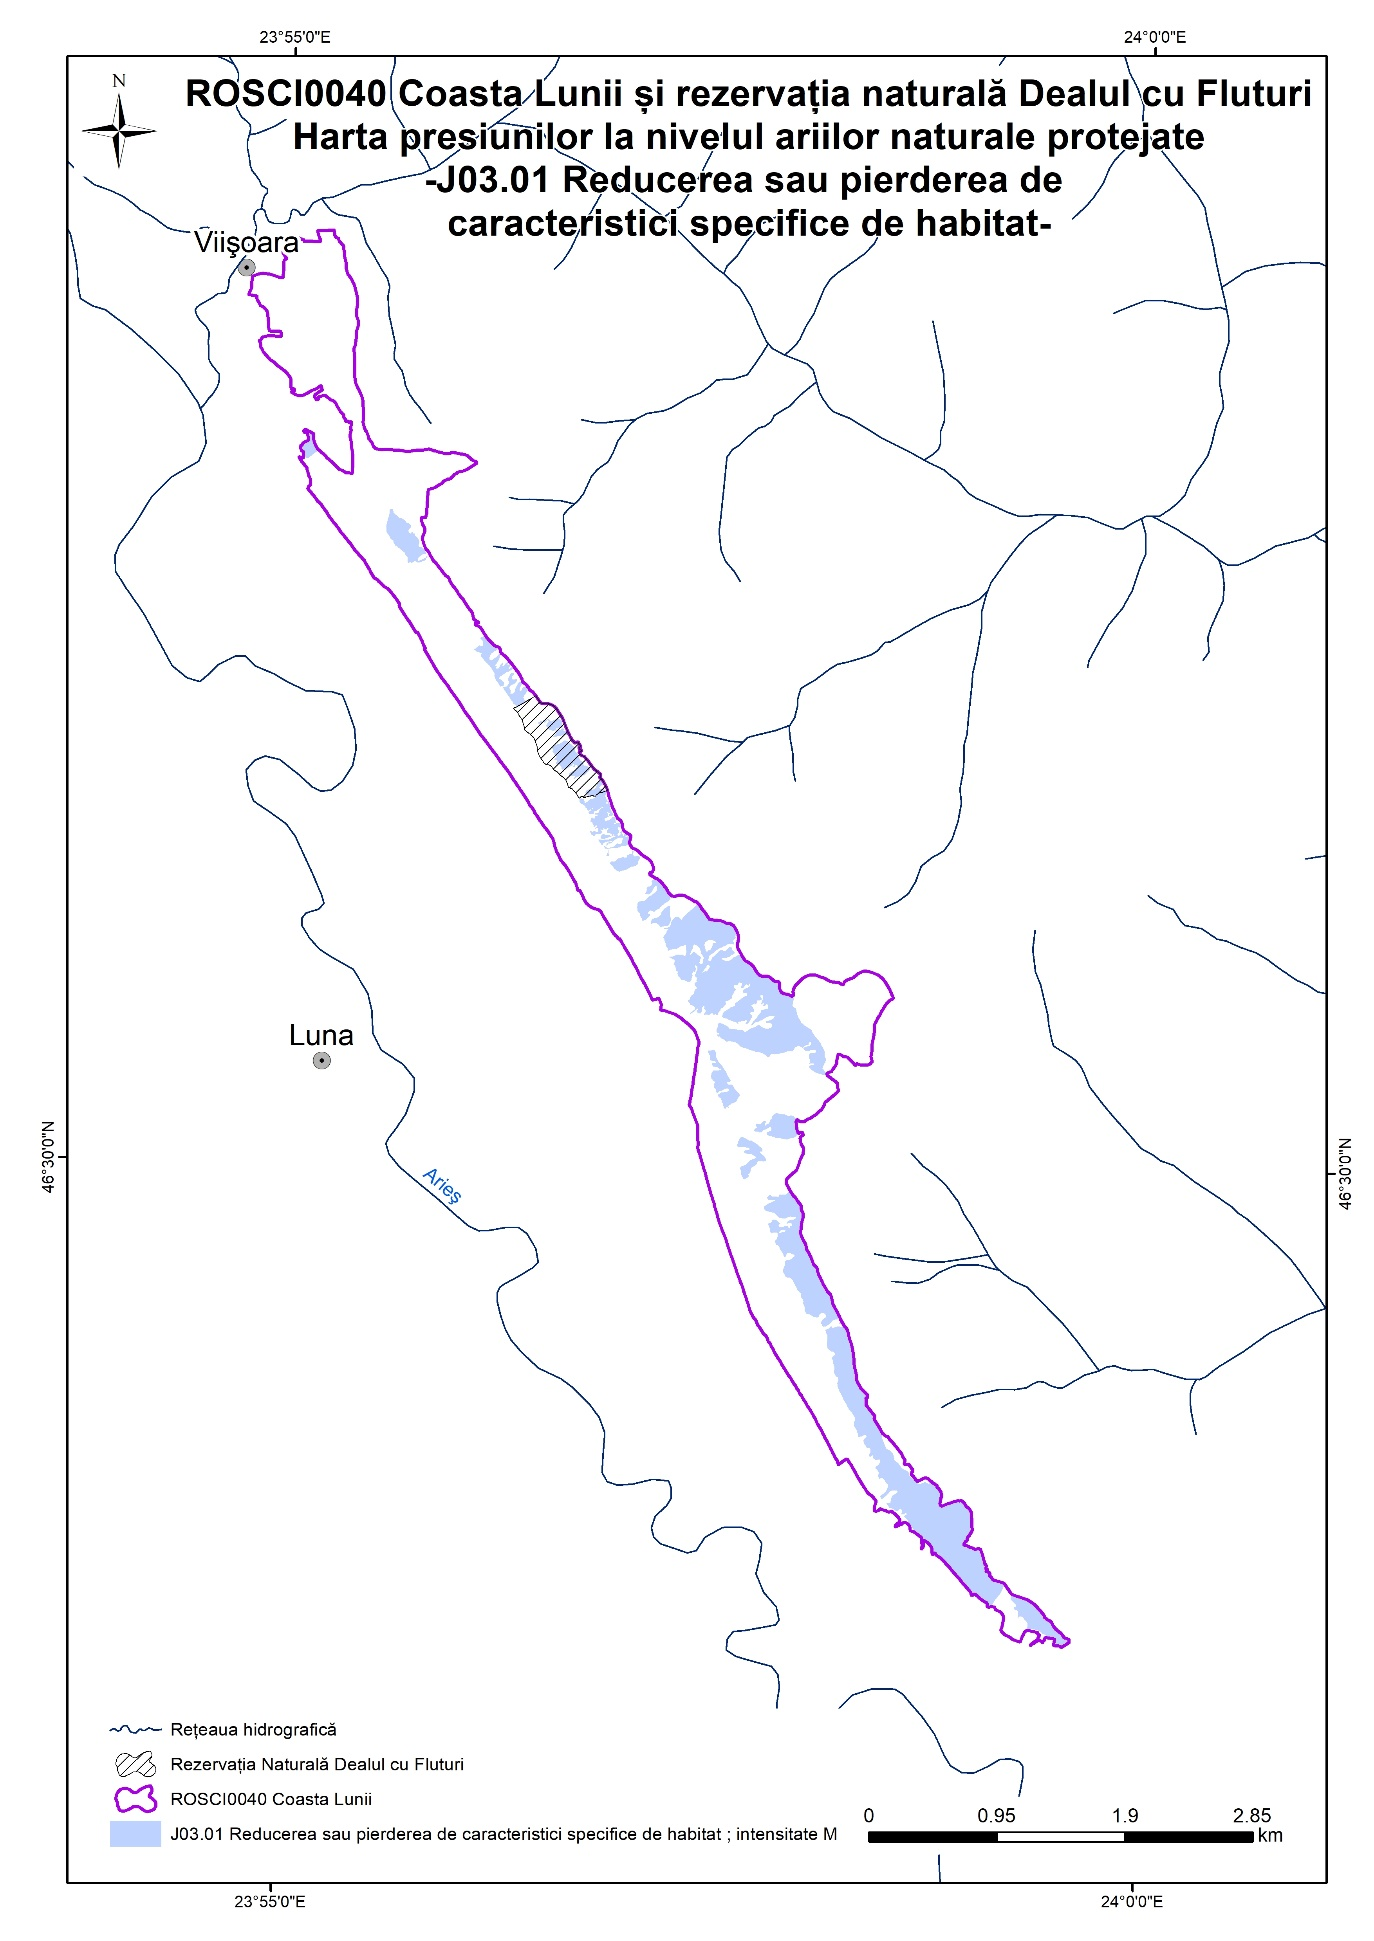 23°55'0"E
24°0'0"E
N
ROSCI0040 Coasta Lunii și rezervația naturală Dealul cu Fluturi
Harta presiunilor la nivelul ariilor naturale protejate
-J03.01 Reducerea sau pierderea de
caracteristici specifice de habitat-
Viişoara
Luna
46°30'0"N
46°30'0"N
Arieş
Rețeaua hidrografică
Rezervația Naturală Dealul cu Fluturi
ROSCI0040 Coasta Lunii
J03.01 Reducerea sau pierderea de caracteristici specifice de habitat ; intensitate M
0 0.95 1.9 2.85
km
23°55'0"E
24°0'0"E